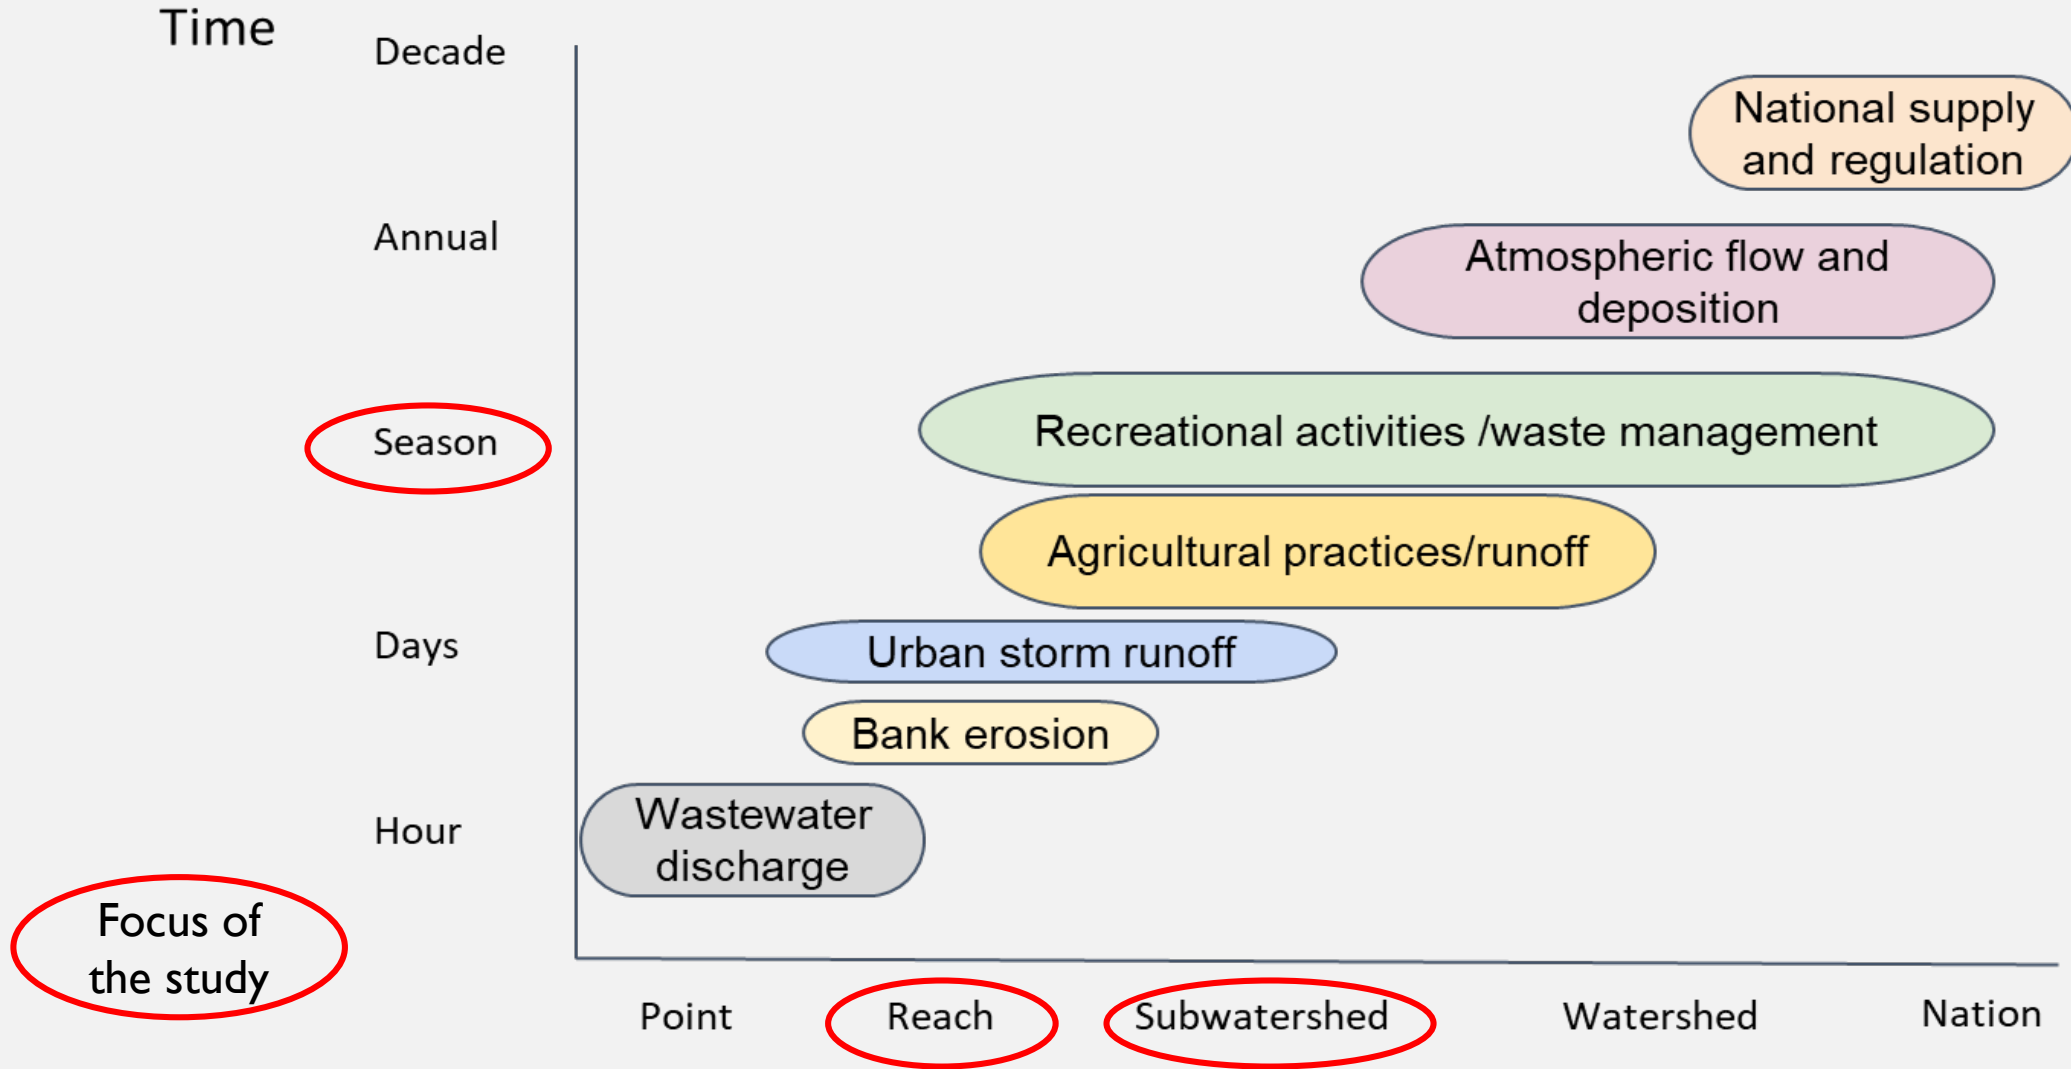 Time
Decade
National supply
and regulation
Annual
Atmospheric flow and
deposition
Season
Recreational activities /waste management
Agricultural practices/runoff
Days
Urban storm runoff
Bank erosion
Hour
Wastewater
discharge
Focus of
the study
Point
Reach
Subwatershed
Watershed
Nation